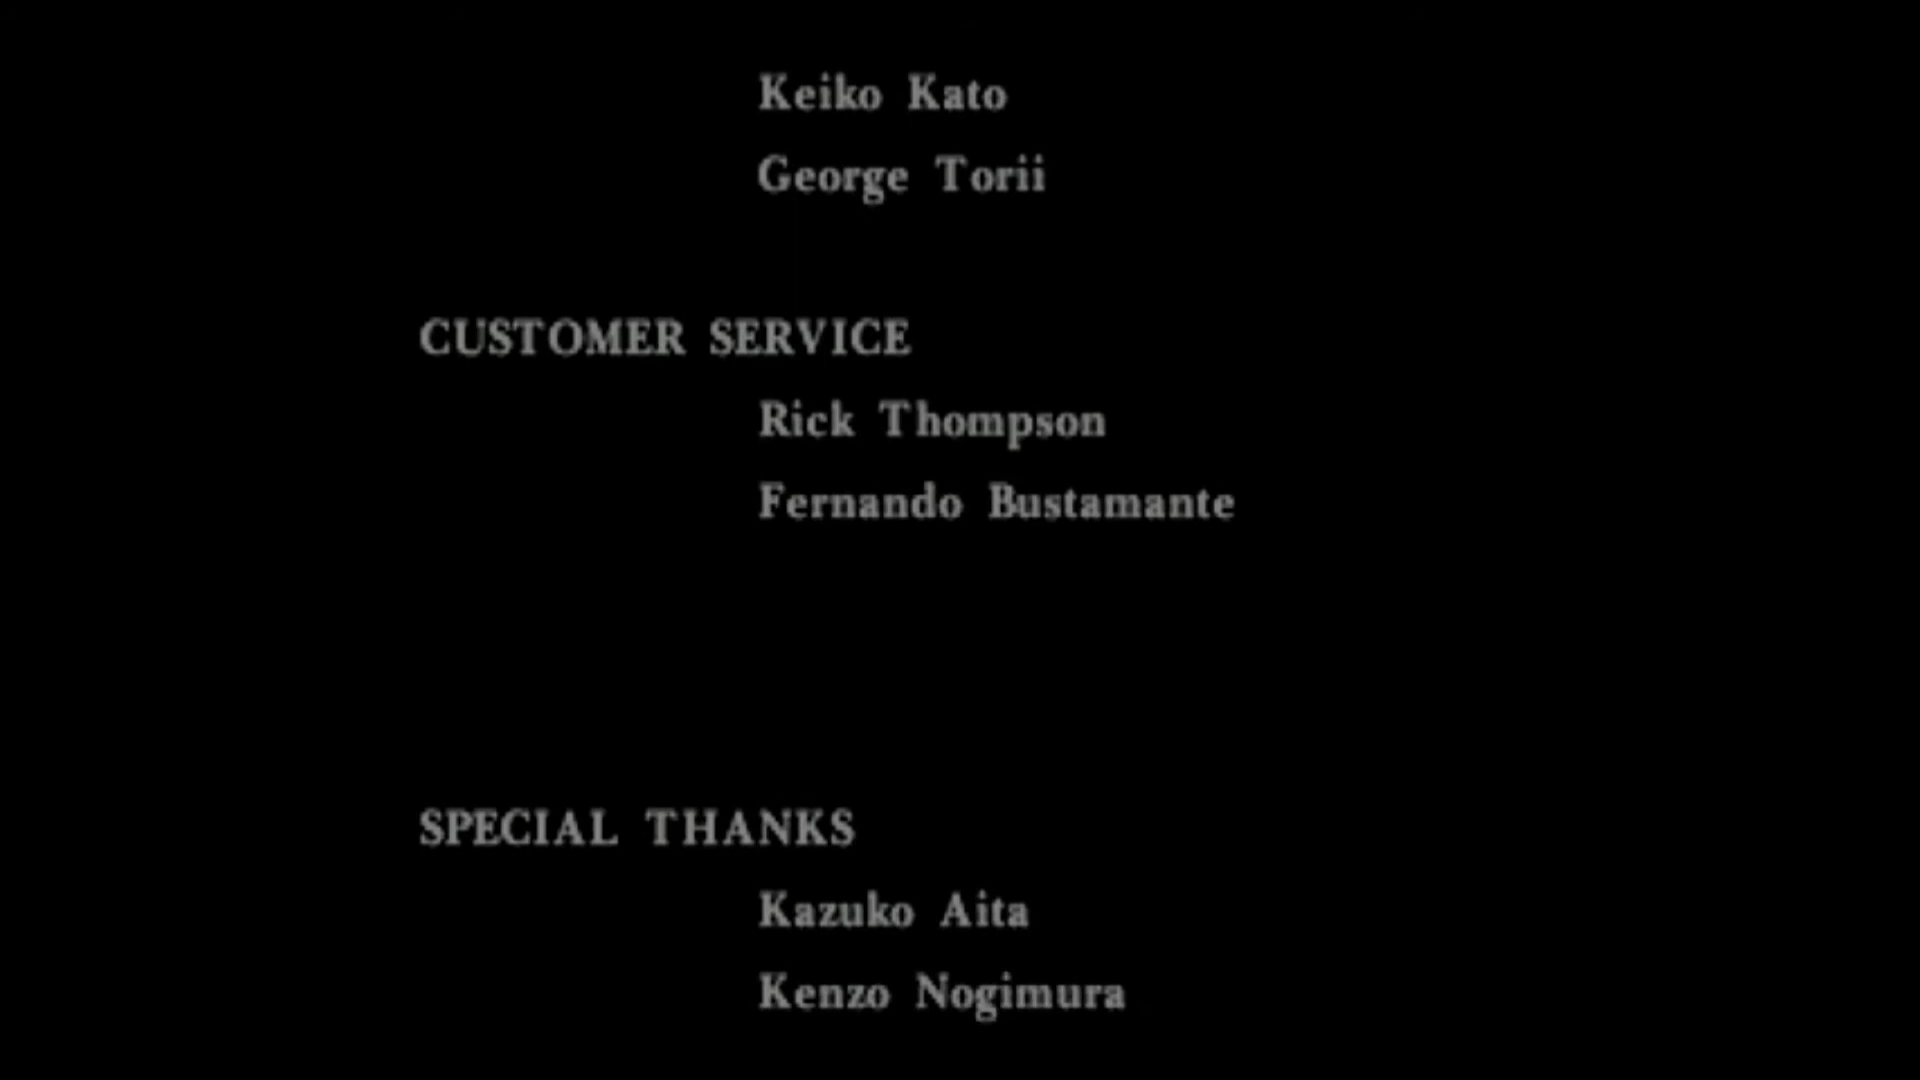 Keiko Kato
George Torii
CUSTOMER SERVICE
Rick Thompson
Fernando Bustamante
SPECIAL THANKS
Kazuko Aita
Kenzo Nogimura